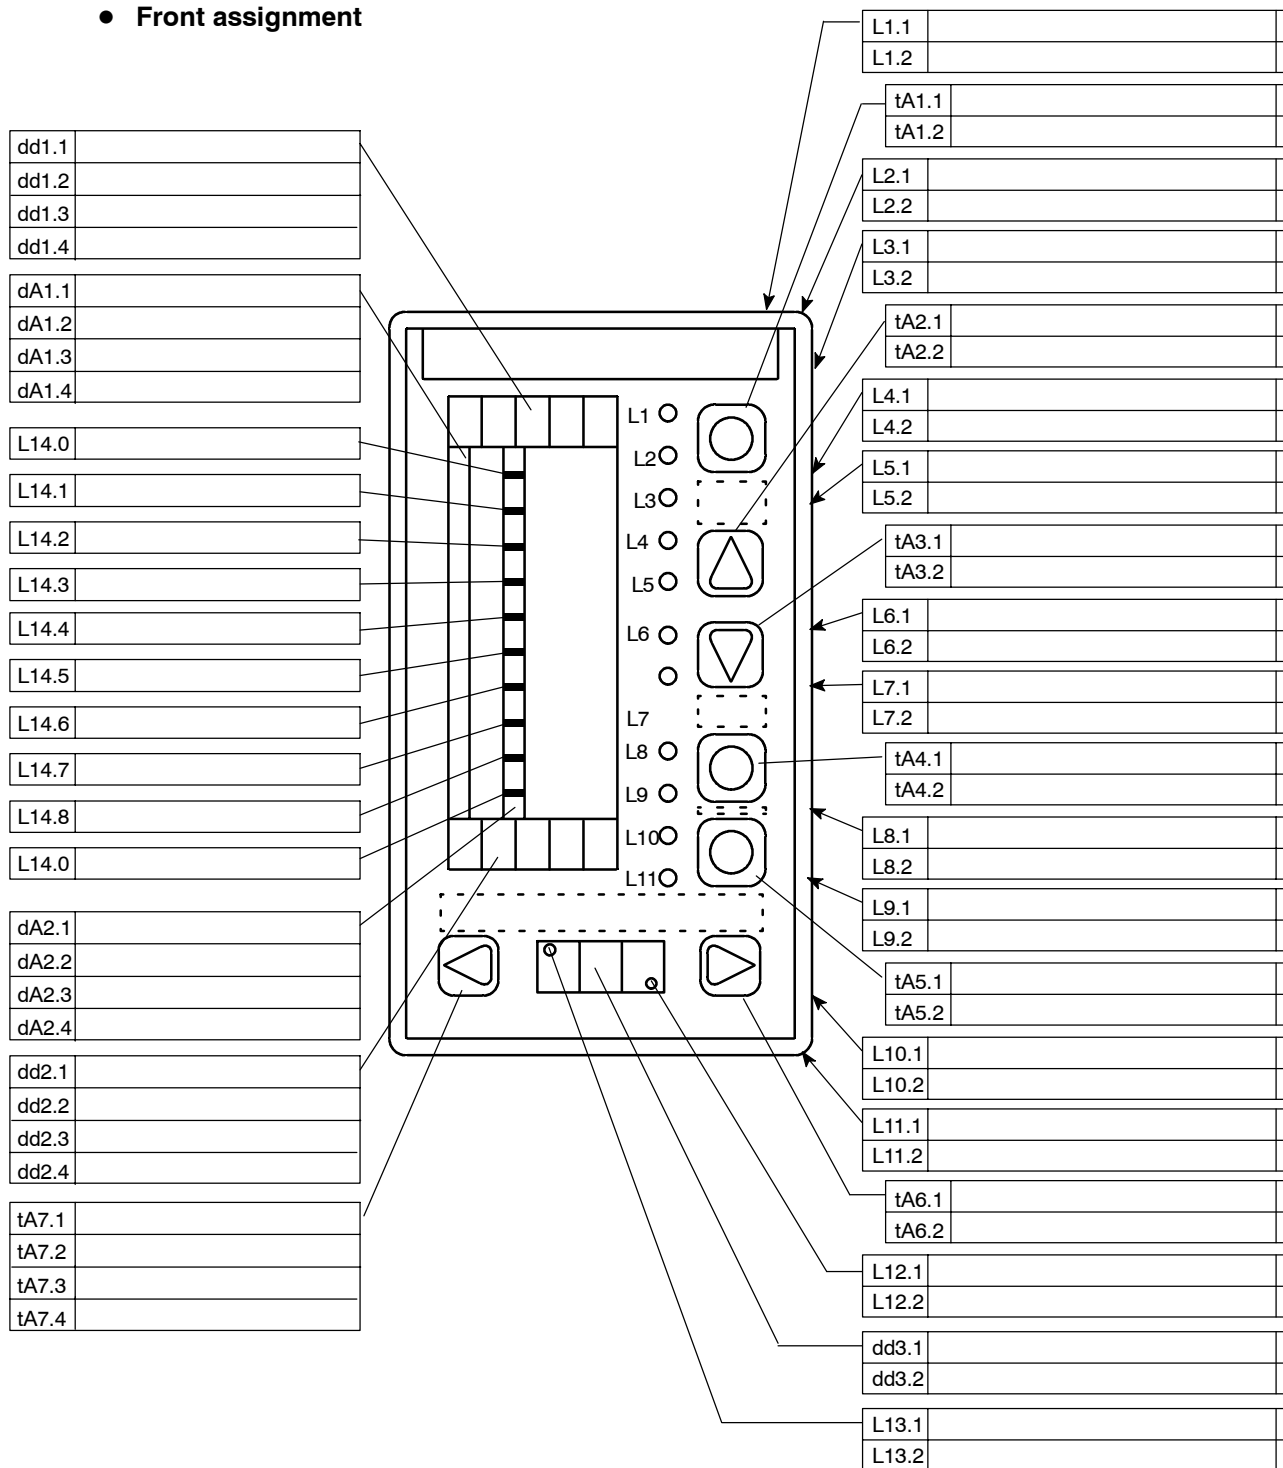 ● Front assignment
dd1.1
dd1.2
dd1.3
dd1.4
dA1.1
dA1.2
dA1.3
dA1.4
L14.0
L14.1
L14.2
L14.3
L14.4
L14.5
L14.6
L14.7
L14.8
L14.0
dA2.1
dA2.2
dA2.3
dA2.4
dd2.1
dd2.2
dd2.3
dd2.4
tA7.1
tA7.2
tA7.3
tA7.4
L1
L2
L3
L4
L5
L6
L7
L8
L9
L10
L11
L1.1
L1.2
tA1.1
tA1.2
L2.1
L2.2
L3.1
L3.2
tA2.1
tA2.2
L4.1
L4.2
L5.1
L5.2
tA3.1
tA3.2
L6.1
L6.2
L7.1
L7.2
tA4.1
tA4.2
L8.1
L8.2
L9.1
L9.2
tA5.1
tA5.2
L10.1
L10.2
L11.1
L11.2
tA6.1
tA6.2
L12.1
L12.2
dd3.1
dd3.2
L13.1
L13.2